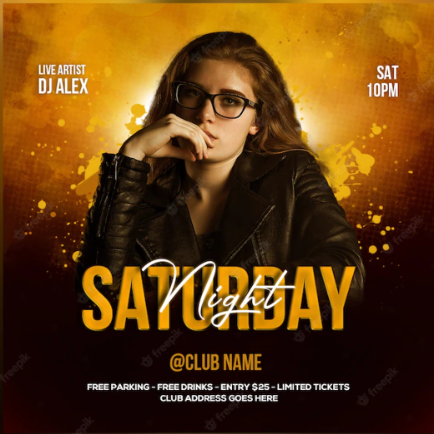 LIVE ARTIST
DJ ALEX
SAT
10PM
SATURDAY
Night
@CLUB NAME
FREE PARKING - FREE DRINKS - ENTRY $25 - LIMITED TICKETS
CLUB ADDRESS GOES HERE